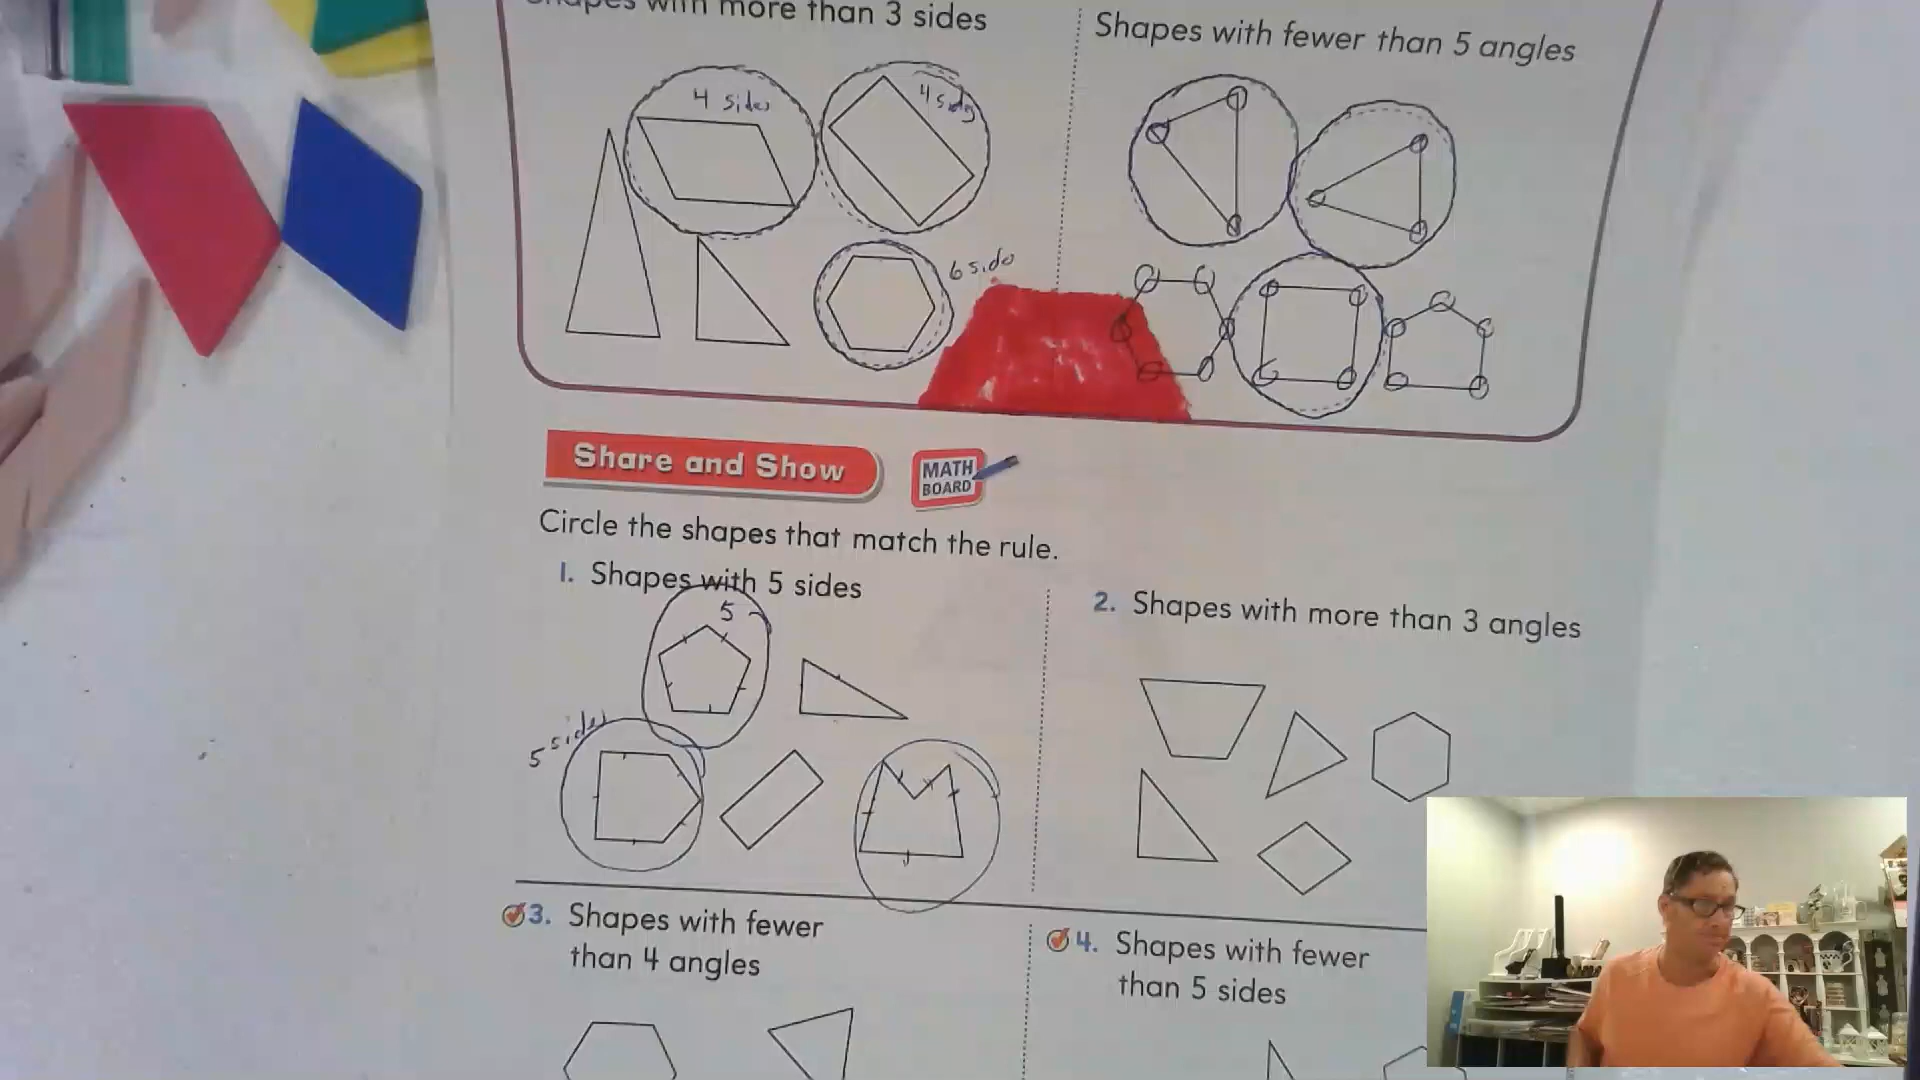 Shapes with more than 3 sides
Shapes with fewer than 5 angles
4 sides
4 sides
6 side
Share and Show
MATH
BOARD
Circle the shapes that match the rule.
1. Shapes with 5 sides
5
5 sides
2. Shapes with more than 3 angles
3. Shapes with fewer
than 4 angles
4. Shapes with fewer
than 5 sides